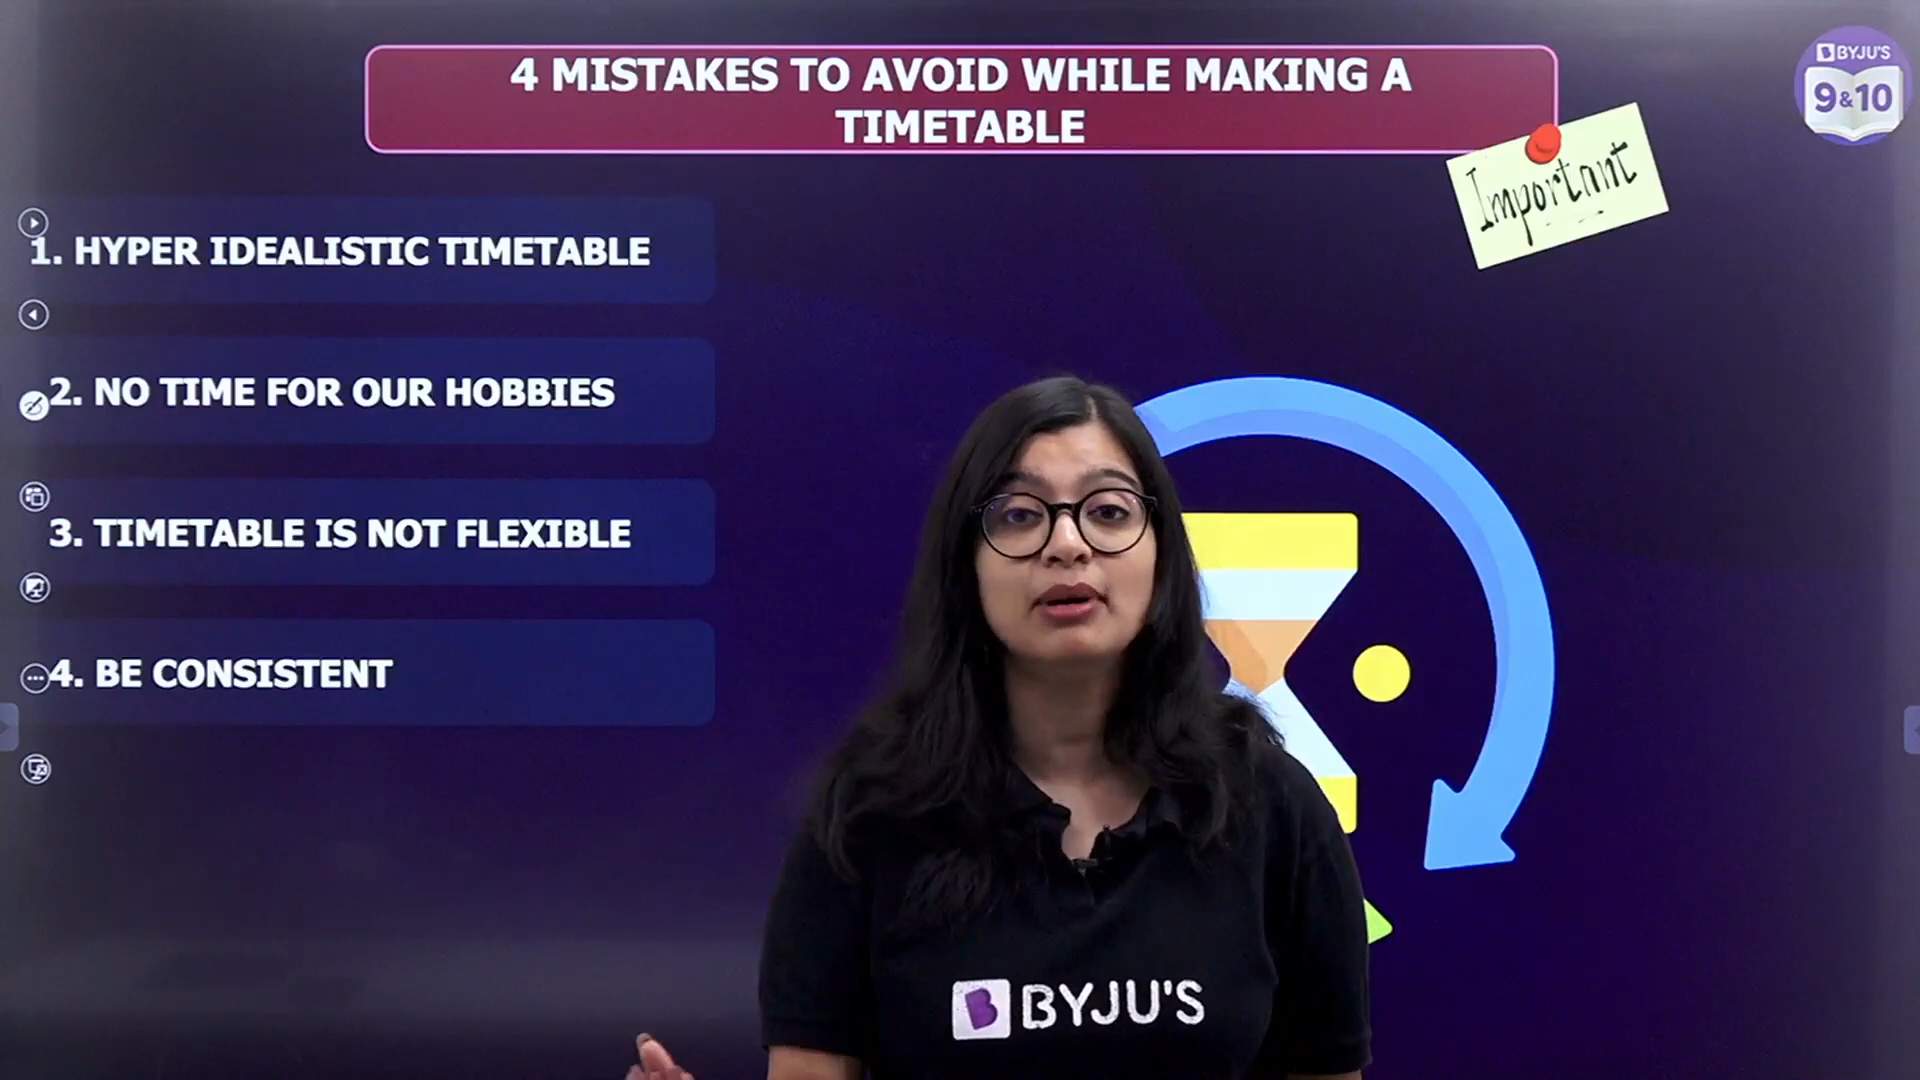 4 MISTAKES TO AVOID WHILE MAKING A
TIMETABLE
BYJU'S
9&10
Important
1. HYPER IDEALISTIC TIMETABLE
2. NO TIME FOR OUR HOBBIES
3. TIMETABLE IS NOT FLEXIBLE
4. BE CONSISTENT
B BYJU'S